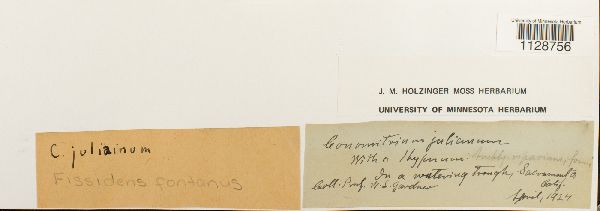 University of Minnesota Herbarium
1128756
J. M. HOLZINGER MOSS HERBARIUM
UNIVERSITY OF MINNESOTA HERBARIUM
C. julianum
Fissidens fontanus
Conomitrium julianum
With a Hypnum
In a watering trough, Sacramento Co.
Calif.
Coll. Prof. N. L. Gardner
April, 1924